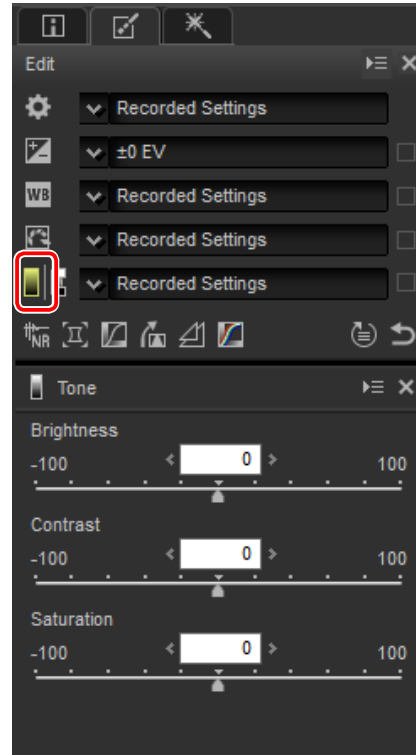 Edit
Recorded Settings
±0 EV
WB Recorded Settings
Recorded Settings
Recorded Settings
NR
Tone
Brightness
-100 0 100
Contrast
-100 0 100
Saturation
-100 0 100